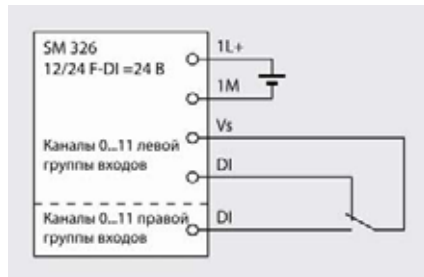 SM 326
12/24 F-DI =24 В
1L+
1M
Vs
Каналы 0...11 левой
группы входов
DI
Каналы 0...11 правой
группы входов
DI